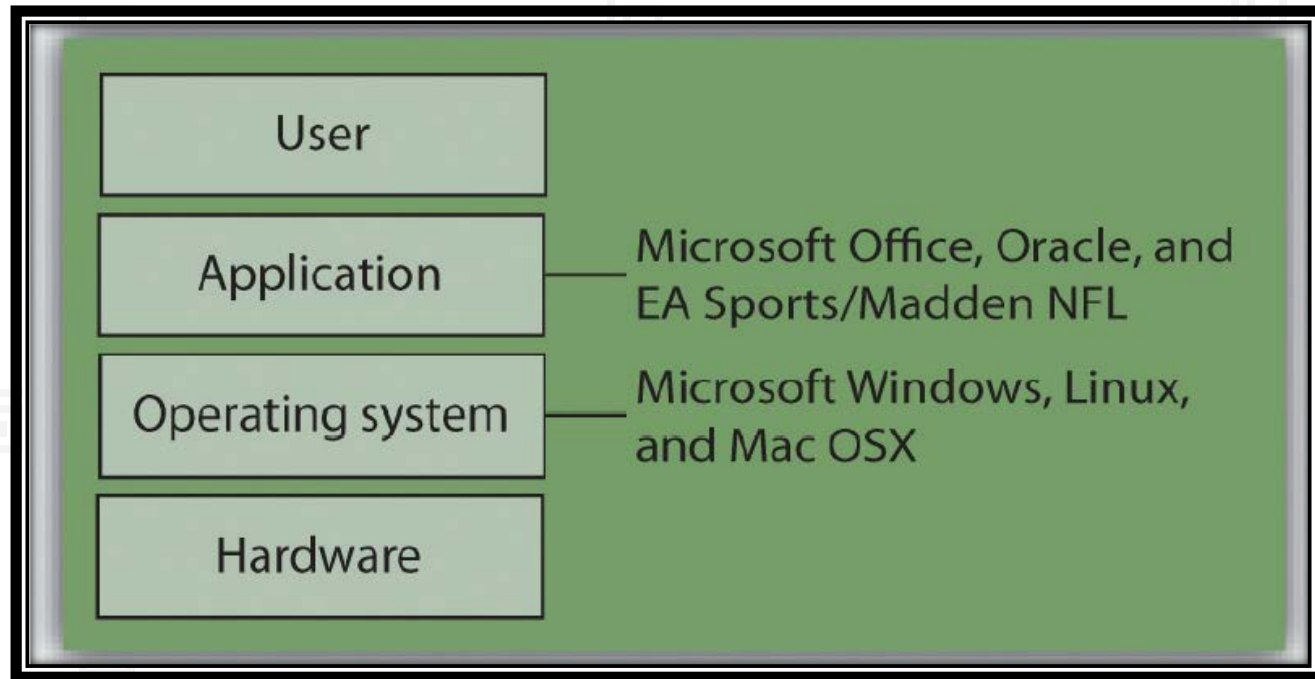 User
Application
Microsoft Office, Oracle, and
EA Sports/Madden NFL
Operating system
Microsoft Windows, Linux,
and Mac OSX
Hardware